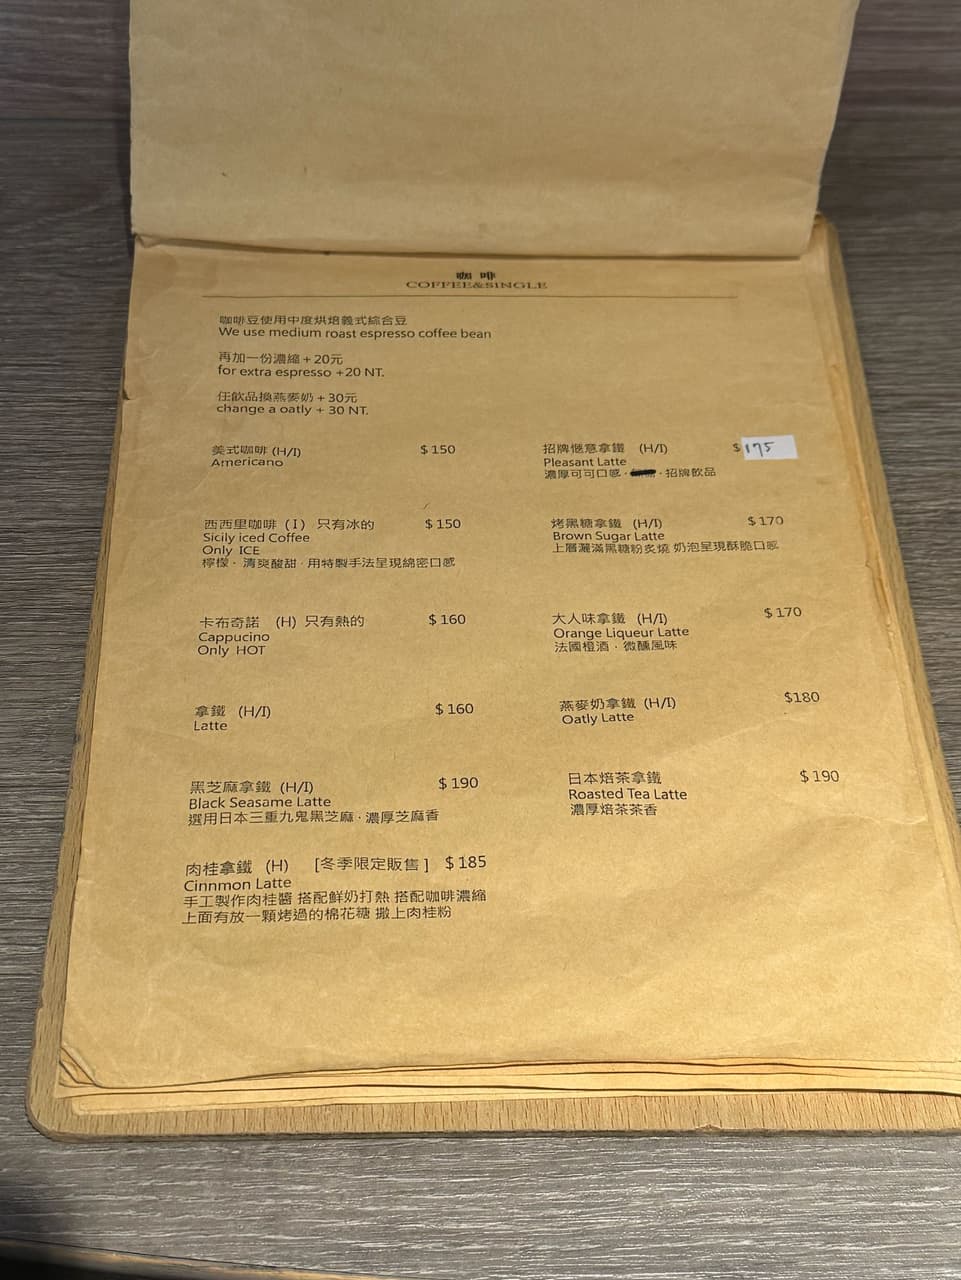 咖啡
COFFEE&SINGLE
咖啡豆使用中度烘焙義式綜合豆
We use medium roast espresso coffee bean
再加一份濃縮+20元
for extra espresso +20 NT.
任飲品換燕麥奶+30元
change a oatly + 30 NT.
美式咖啡 (H/I) $150
Americano
西西里咖啡 (I) 只有冰的 $150
Sicily iced Coffee
Only ICE
檸檬．清爽酸甜．用特製手法呈現綿密口感
卡布奇諾 (H) 只有熱的 $160
Cappucino
Only HOT
拿鐵 (H/I) $160
Latte
黑芝麻拿鐵 (H/I) $190
Black Seasame Latte
選用日本三重九鬼黑芝麻．濃厚芝麻香
肉桂拿鐵 (H) [冬季限定販售] $185
Cinnmon Latte
手工製作肉桂醬 搭配鮮奶打熱 搭配咖啡濃縮
上面有放一顆烤過的棉花糖 撒上肉桂粉
招牌愜意拿鐵 (H/I) $175
Pleasant Latte
濃厚可可口感．．招牌飲品
烤黑糖拿鐵 (H/I) $170
Brown Sugar Latte
上層灑滿黑糖粉炙燒 奶泡呈現酥脆口感
大人味拿鐵 (H/I) $170
Orange Liqueur Latte
法國橙酒．微醺風味
燕麥奶拿鐵 (H/I) $180
Oatly Latte
日本焙茶拿鐵 $190
Roasted Tea Latte
濃厚焙茶茶香